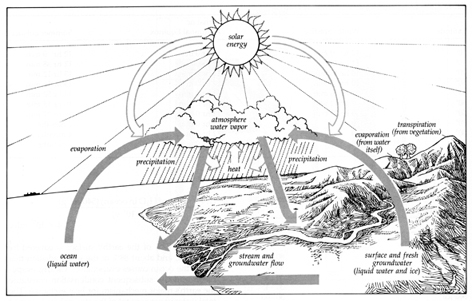 solar
energy
atmosphere
water vapor
evaporation
precipitation
heat
precipitation
evaporation
(from water
itself)
transpiration
(from vegetation)
ocean
(liquid water)
stream and
groundwater flow
surface and fresh
groundwater
(liquid water and ice)